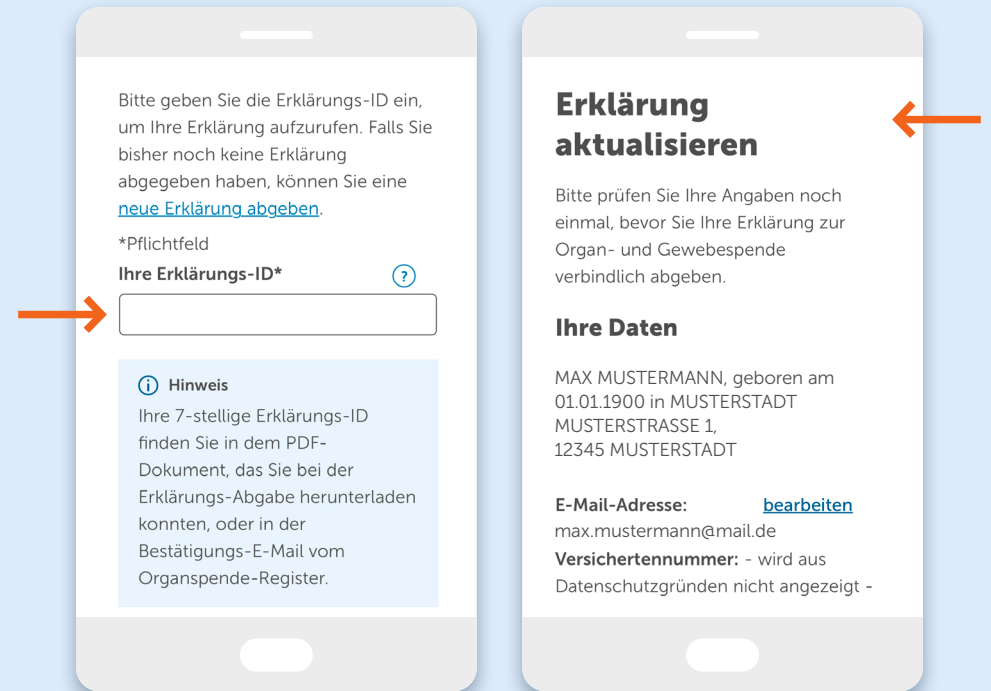 Bitte geben Sie die Erklärungs-ID ein,
um Ihre Erklärung aufzurufen. Falls Sie
bisher noch keine Erklärung
abgegeben haben, können Sie eine
neue Erklärung abgeben.
*Pflichtfeld
Ihre Erklärungs-ID*
?
i Hinweis
Ihre 7-stellige Erklärungs-ID
finden Sie in dem PDF-
Dokument, das Sie bei der
Erklärungs-Abgabe herunterladen
konnten, oder in der
Bestätigungs-E-Mail vom
Organspende-Register.
Erklärung
aktualisieren
Bitte prüfen Sie Ihre Angaben noch
einmal, bevor Sie Ihre Erklärung zur
Organ- und Gewebespende
verbindlich abgeben.
Ihre Daten
MAX MUSTERMANN, geboren am
01.01.1900 in MUSTERSTADT
MUSTERSTRASSE 1,
12345 MUSTERSTADT
E-Mail-Adresse: bearbeiten
max.mustermann@mail.de
Versichertennummer: - wird aus
Datenschutzgründen nicht angezeigt -